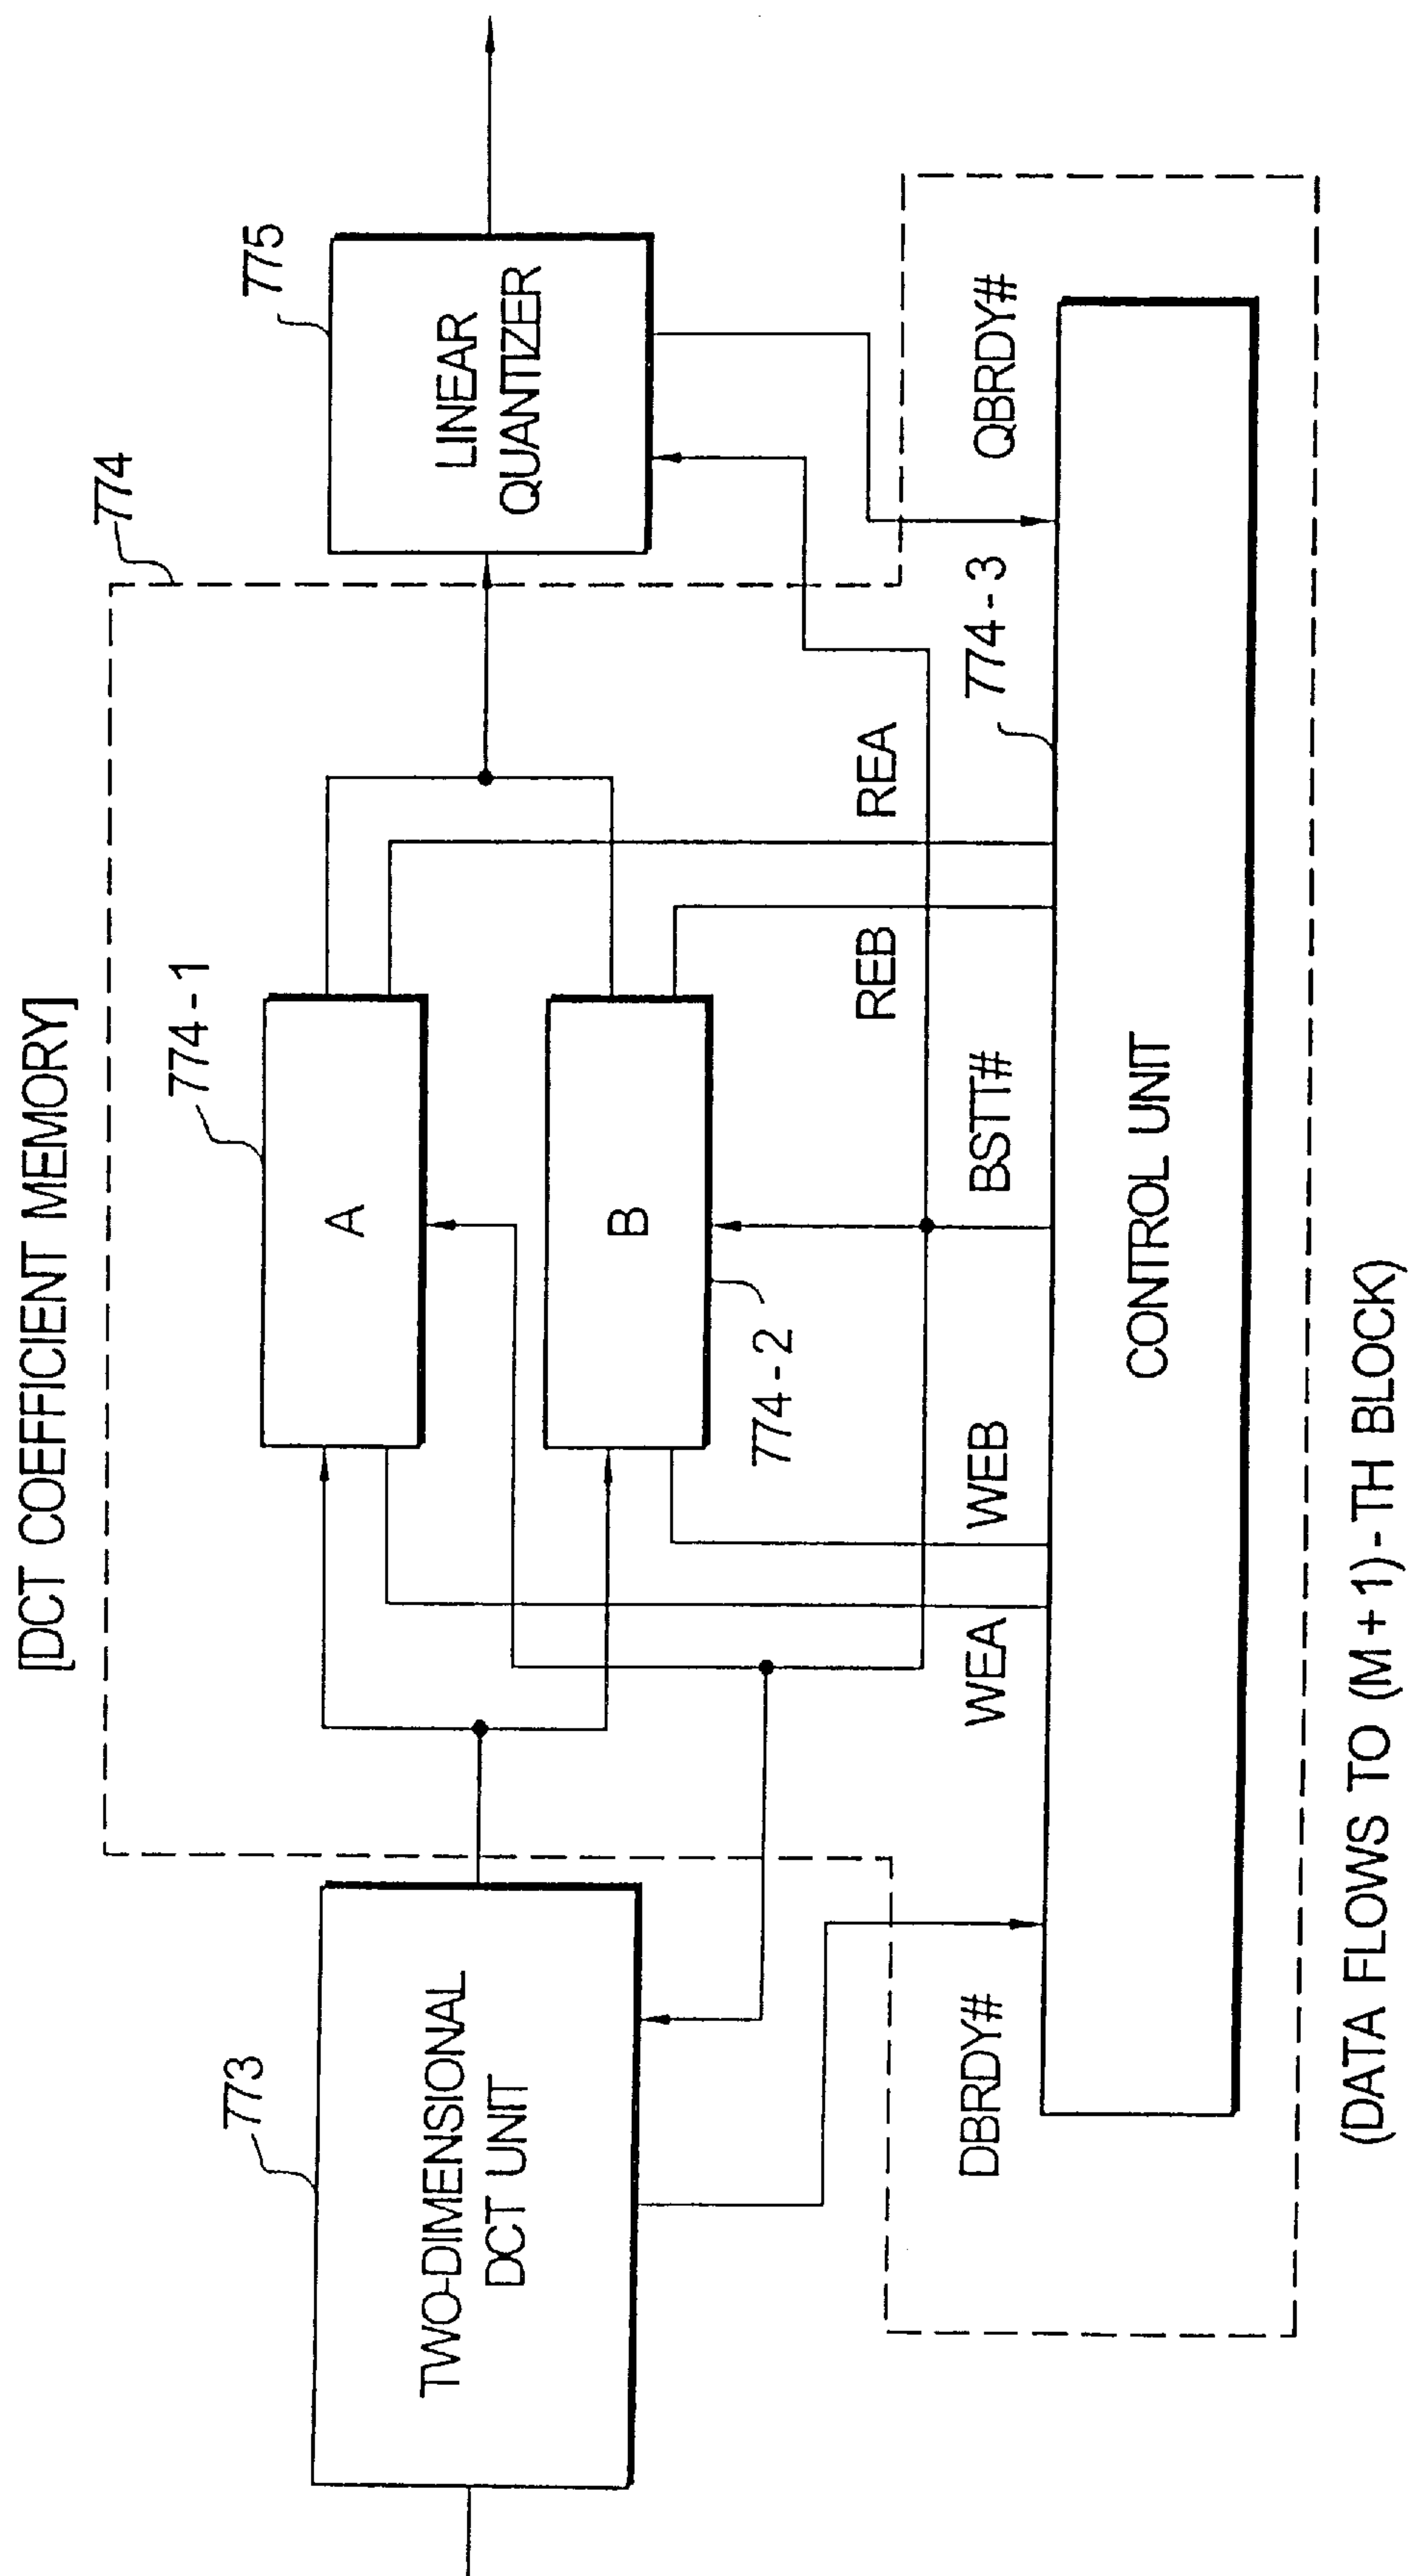 [DCT COEFFICIENT MEMORY]
774
773
774-1
775
TWO-DIMENSIONAL
DCT UNIT
A
LINEAR
QUANTIZER
B
774-2
REB
REA
DBRDY#
WEA
WEB
BSTT#
774-3
QBRDY#
CONTROL UNIT
(DATA FLOWS TO (M+1)-TH BLOCK)